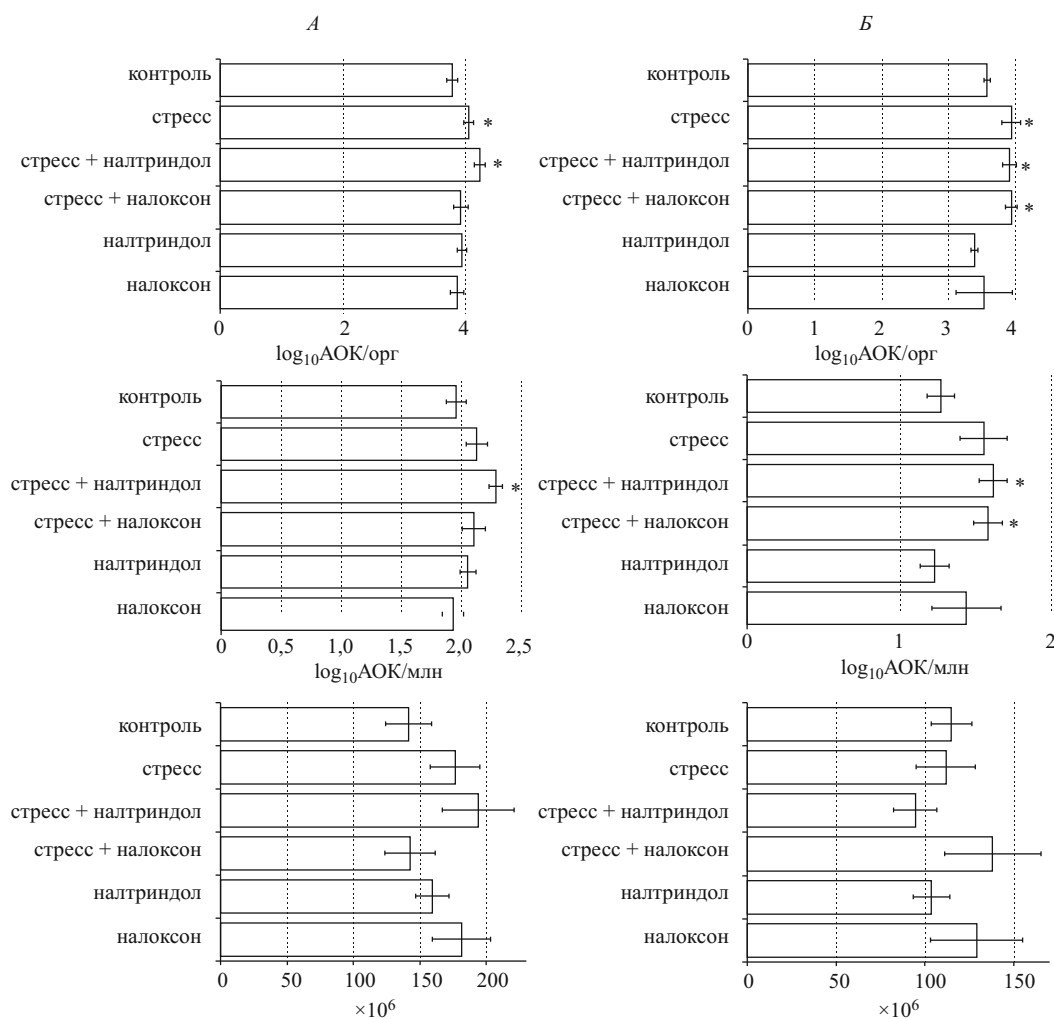 А
контроль
стресс
*
стресс + налтриндол
*
стресс + налоксон
налтриндол
налоксон
0 2 4
log₁₀АОК/орг
контроль
стресс
стресс + налтриндол
*
стресс + налоксон
налтриндол
налоксон
0 0,5 1,0 1,5 2,0 2,5
log₁₀АОК/млн
контроль
стресс
стресс + налтриндол
стресс + налоксон
налтриндол
налоксон
0 50 100 150 200
×10⁶
Б
контроль
стресс
*
стресс + налтриндол
*
стресс + налоксон
*
налтриндол
налоксон
0 1 2 3 4
log₁₀АОК/орг
контроль
стресс
стресс + налтриндол
*
стресс + налоксон
*
налтриндол
налоксон
0 1 2
log₁₀АОК/млн
контроль
стресс
стресс + налтриндол
стресс + налоксон
налтриндол
налоксон
0 50 100 150
×10⁶